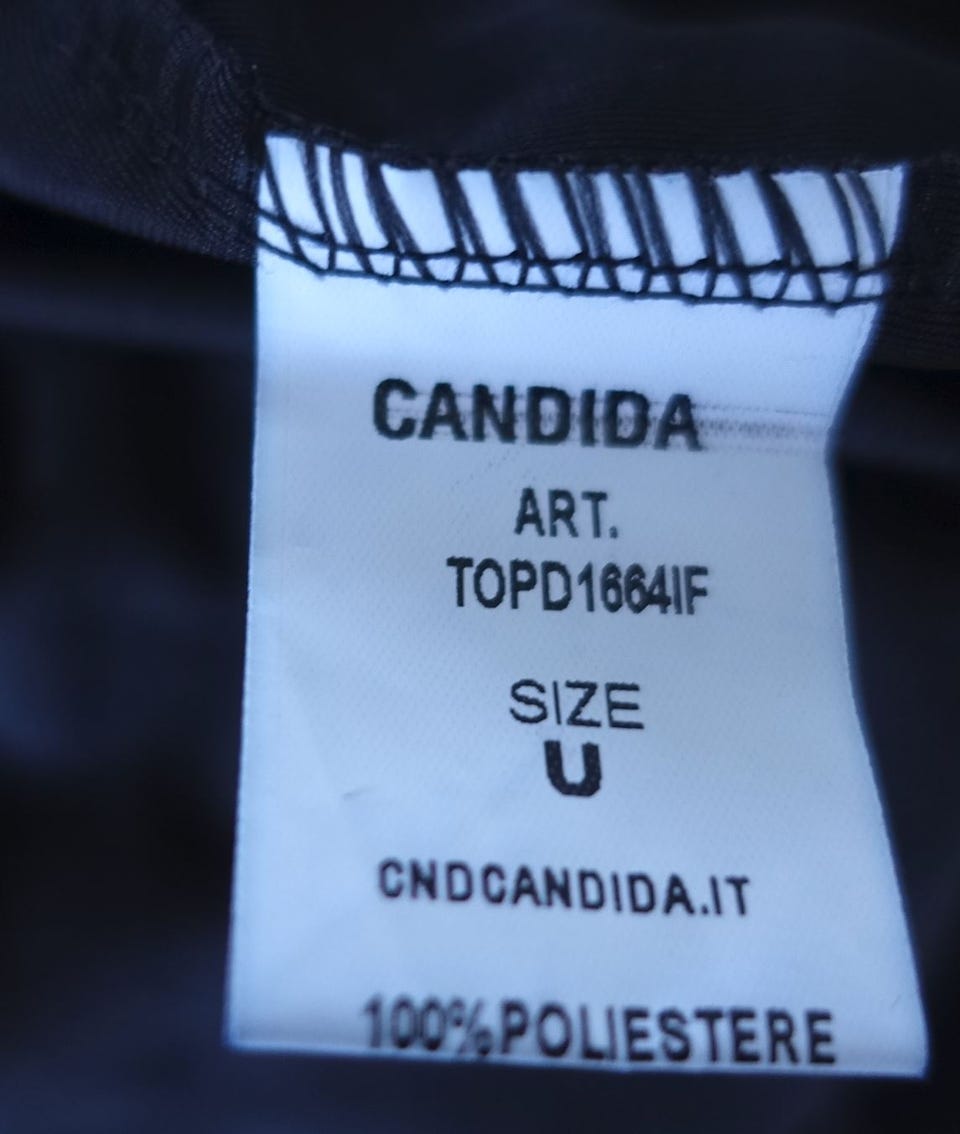 CANDIDA
ART.
TOPD1664IF
SIZE
U
CNDCANDIDA.IT
100%POLIESTERE